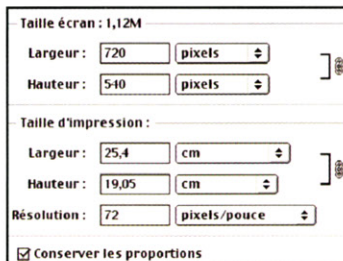 Taille écran : 1,12M
Largeur : 720 pixels
Hauteur : 540 pixels
Taille d'impression :
Largeur : 25,4 cm
Hauteur : 19,05 cm
Résolution : 72 pixels/pouce
Conserver les proportions